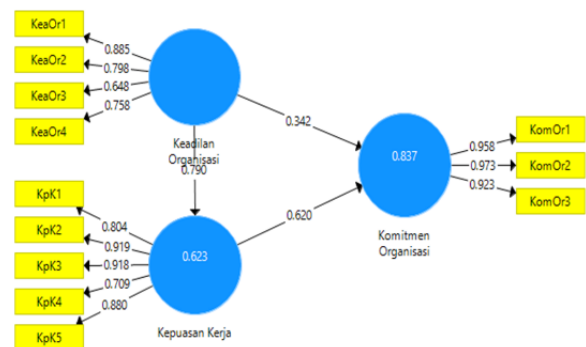 KeaOr1
KeaOr2
KeaOr3
KeaOr4
0.885
0.798
0.648
0.758
Keadilan
Organisasi
0.790
0.342
KpK1
KpK2
KpK3
KpK4
KpK5
0.804
0.919
0.918
0.709
0.880
0.623
Kepuasan Kerja
0.620
0.837
Komitmen
Organisasi
0.958
0.973
0.923
KomOr1
KomOr2
KomOr3